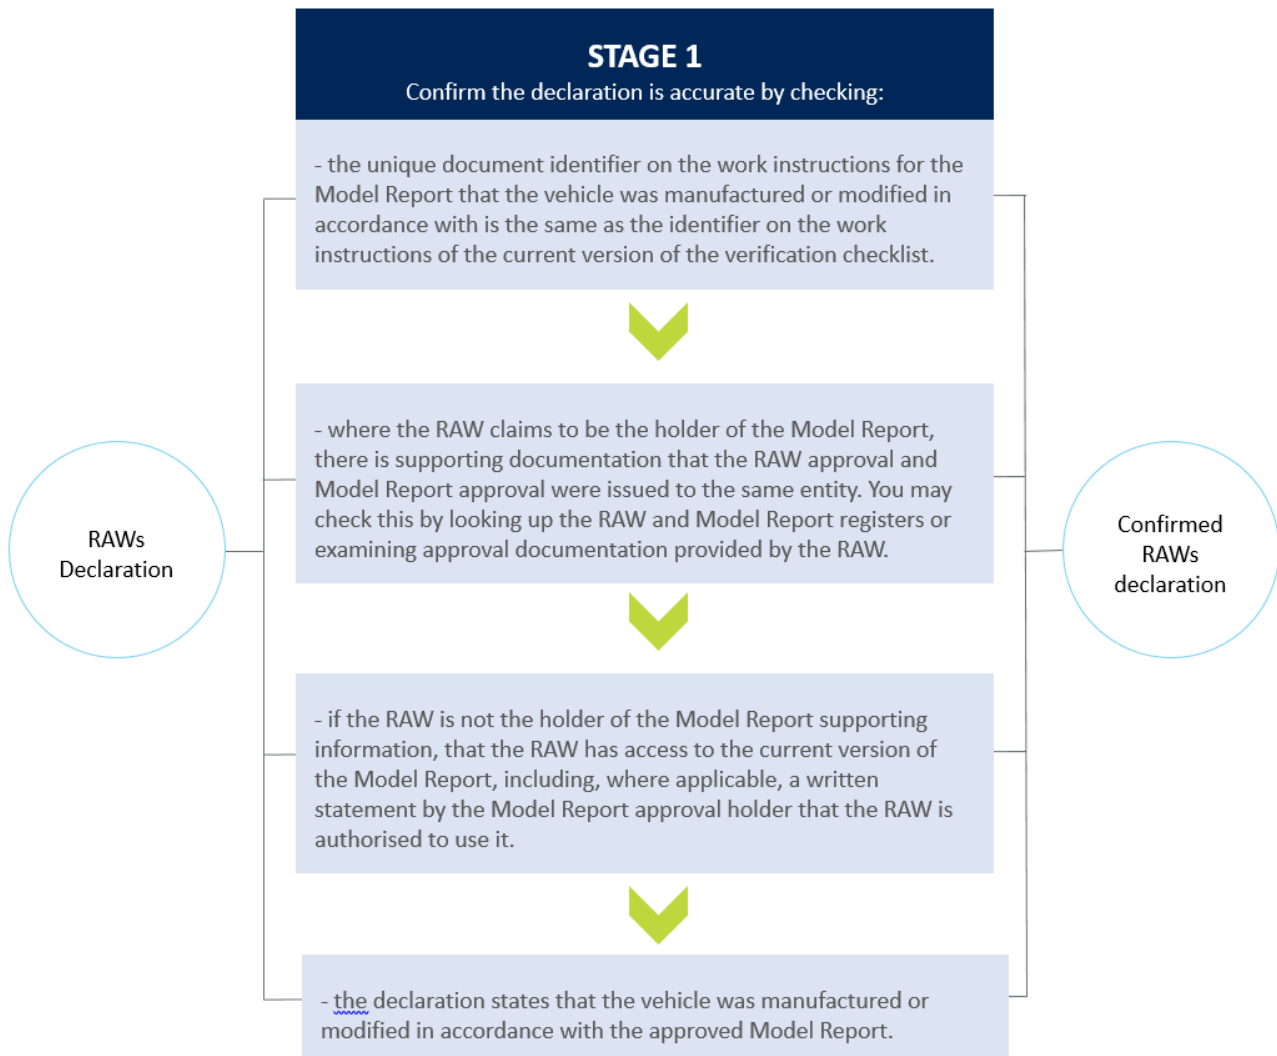 STAGE 1
Confirm the declaration is accurate by checking:
- the unique document identifier on the work instructions for the
Model Report that the vehicle was manufactured or modified in
accordance with is the same as the identifier on the work
instructions of the current version of the verification checklist.
- where the RAW claims to be the holder of the Model Report,
there is supporting documentation that the RAW approval and
Model Report approval were issued to the same entity. You may
check this by looking up the RAW and Model Report registers or
examining approval documentation provided by the RAW.
RAWs
Declaration
Confirmed
RAWs
declaration
- if the RAW is not the holder of the Model Report supporting
information, that the RAW has access to the current version of
the Model Report, including, where applicable, a written
statement by the Model Report approval holder that the RAW is
authorised to use it.
- the declaration states that the vehicle was manufactured or
modified in accordance with the approved Model Report.